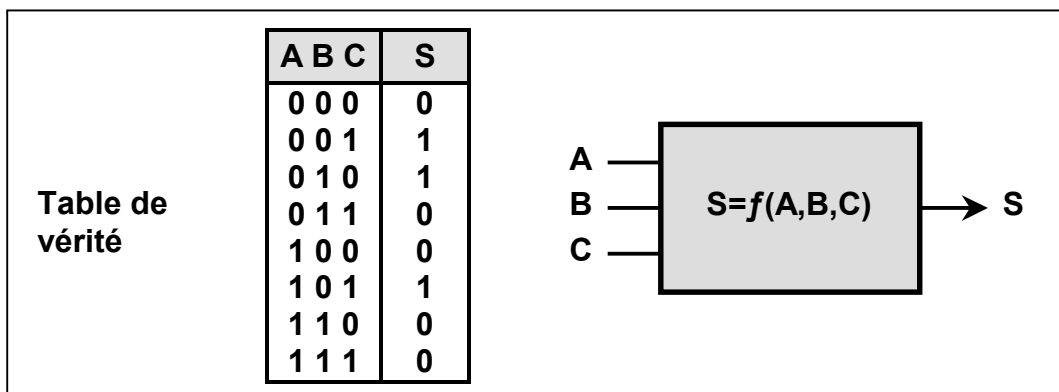 A B C S
0 0 0 0
0 0 1 1
0 1 0 1
0 1 1 0
1 0 0 0
1 0 1 1
1 1 0 0
1 1 1 0
Table de
vérité
A
B
C
S=f(A,B,C)
S